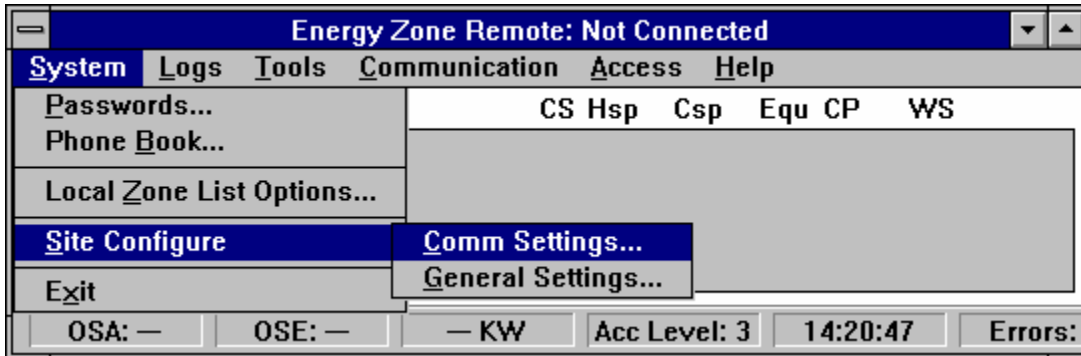 Energy Zone Remote: Not Connected
System Logs Tools Communication Access Help
Passwords... CS Hsp Csp Equ CP WS
Phone Book...
Local Zone List Options...
Site Configure Comm Settings...
General Settings...
Exit
OSA: — OSE: — — KW Acc Level: 3 14:20:47 Errors: